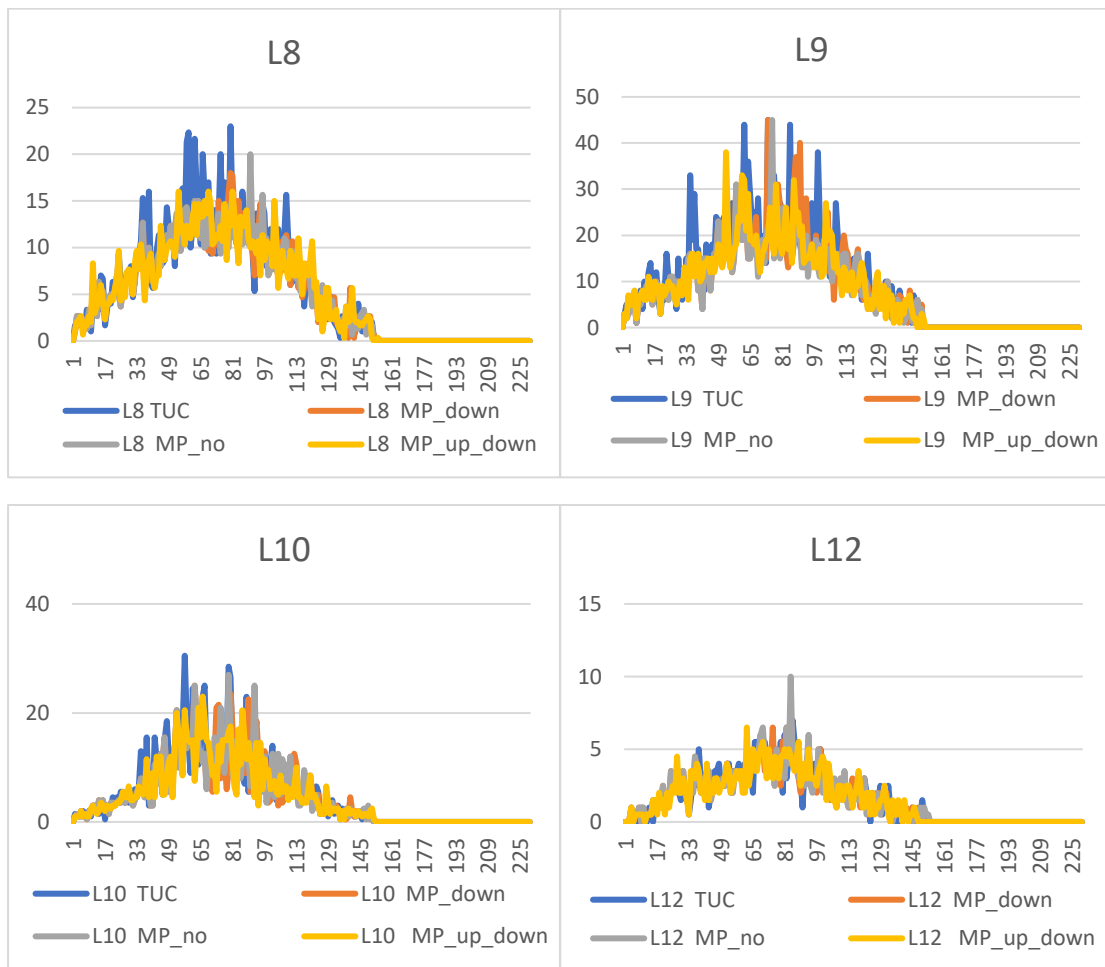 L8
25
20
15
10
5
0
1 17 33 49 65 81 97 113 129 145 161 177 193 209 225
L8 TUC L8 MP_down
L8 MP_no L8 MP_up_down
L9
50
40
30
20
10
0
1 17 33 49 65 81 97 113 129 145 161 177 193 209 225
L9 TUC L9 MP_down
L9 MP_no L9 MP_up_down
L10
40
20
0
1 17 33 49 65 81 97 113 129 145 161 177 193 209 225
L10 TUC L10 MP_down
L10 MP_no L10 MP_up_down
L12
15
10
5
0
1 17 33 49 65 81 97 113 129 145 161 177 193 209 225
L12 TUC L12 MP_down
L12 MP_no L12 MP_up_down